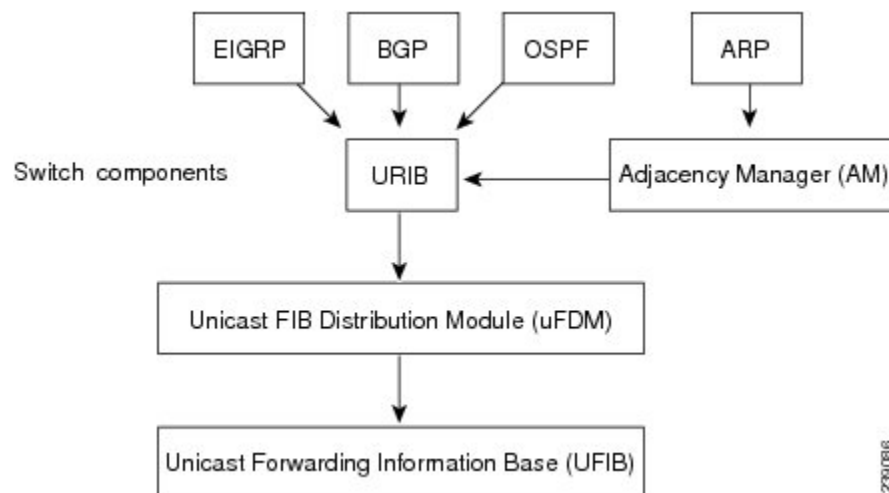 EIGRP
BGP
OSPF
ARP
Switch components
URIB
Adjacency Manager (AM)
Unicast FIB Distribution Module (uFDM)
Unicast Forwarding Information Base (UFIB)
239086